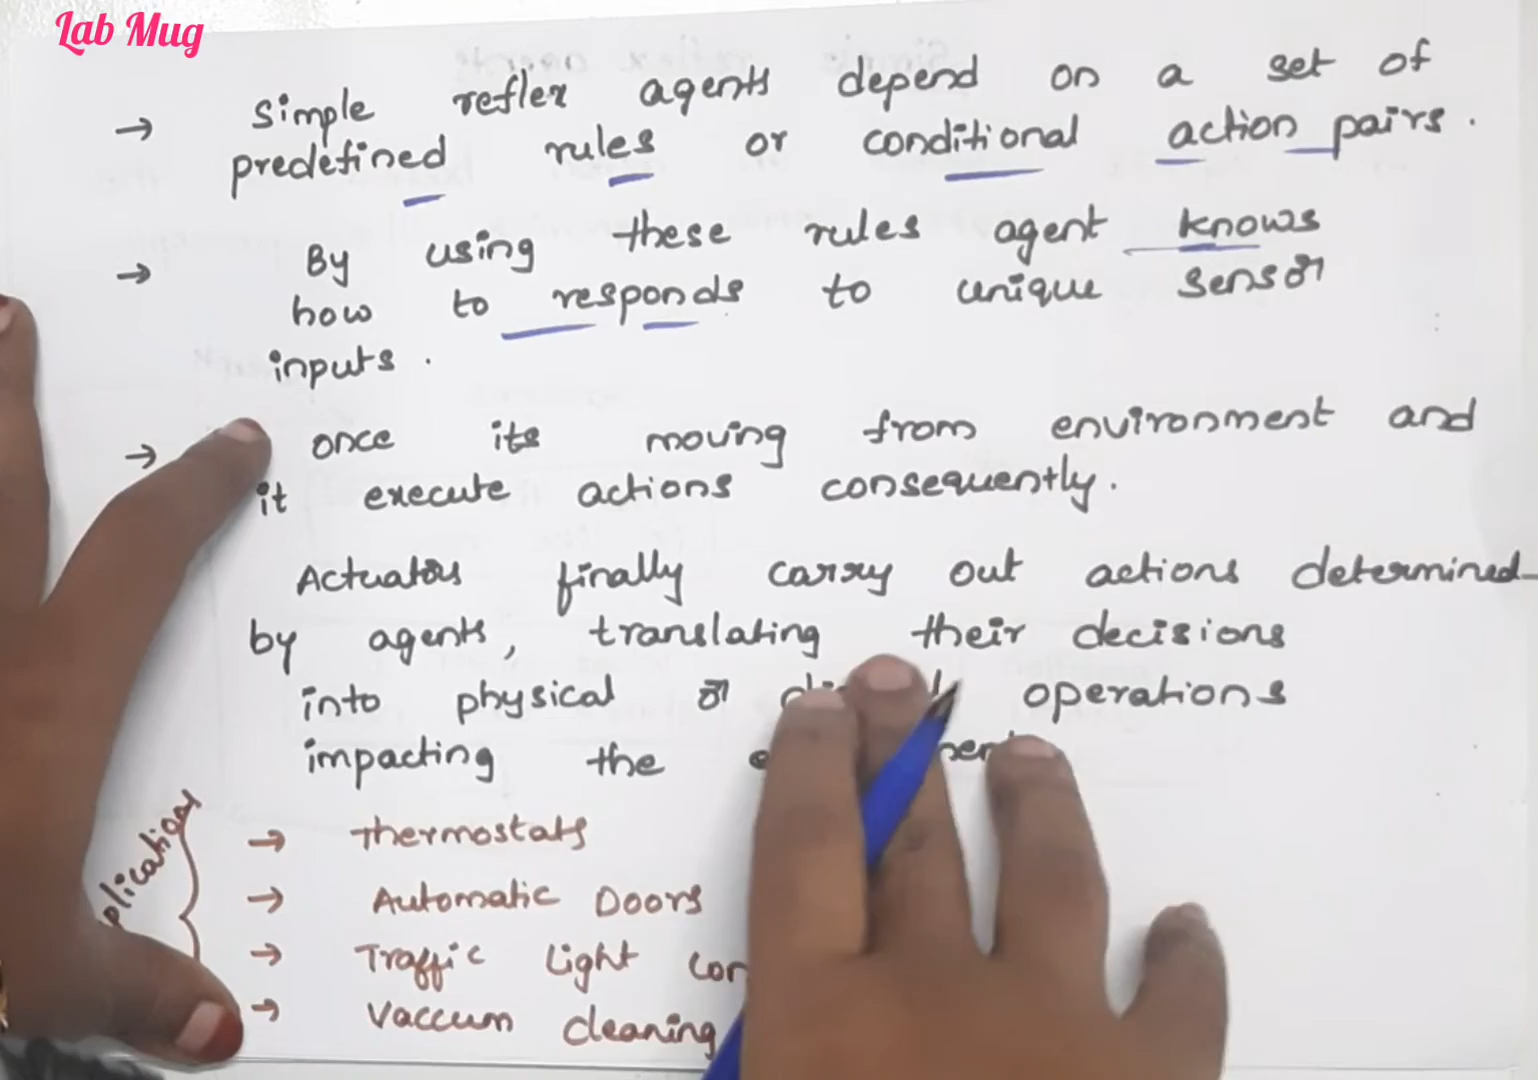 Lab Mug
→ simple reflex agents depend on a set of
predefined rules or conditional action pairs.
→ By using these rules agent knows
how to responds to unique sensor
inputs.
→ once its moving from environment and
it execute actions consequently.
Actuators finally carry out actions determined
by agents, translating their decisions
into physical or operations
impacting the
→ Thermostats
→ Automatic Doors
→ Traffic light
→ Vaccum cleaning